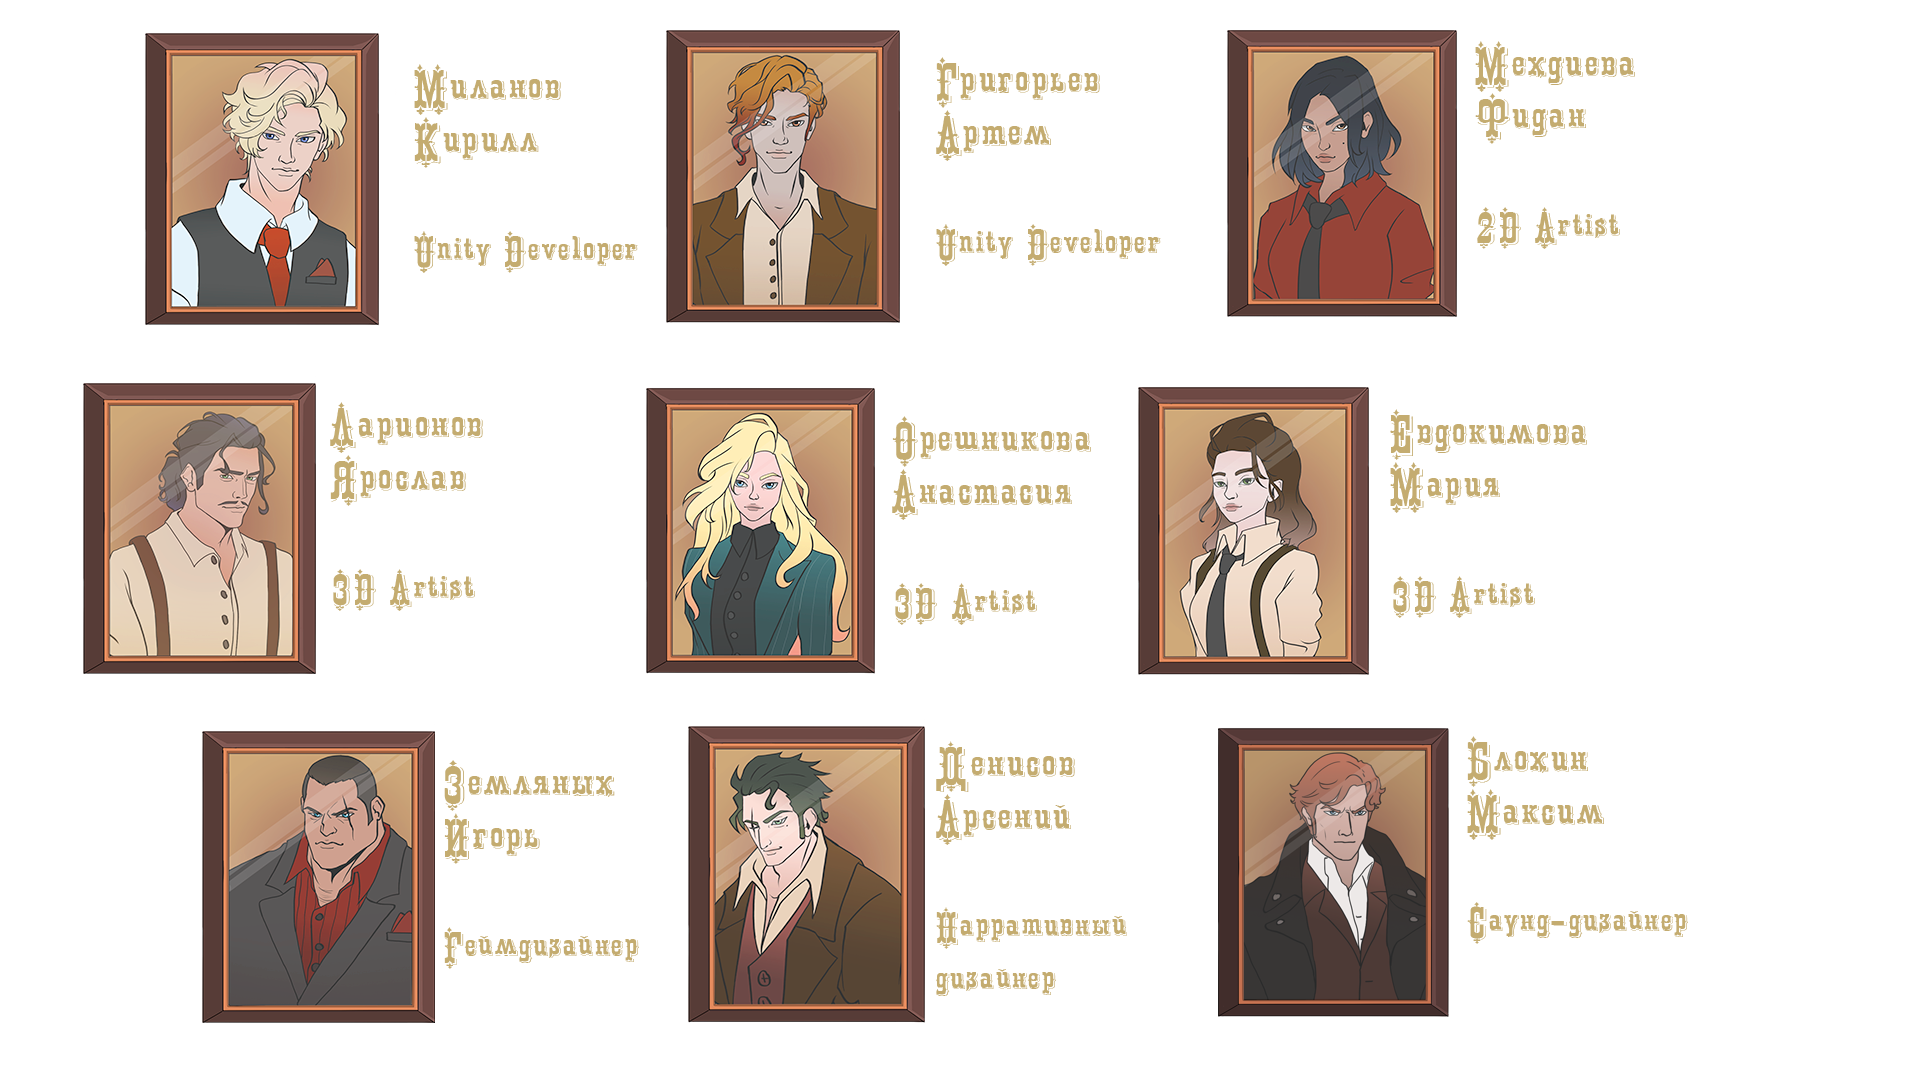 Миланов
Кирилл
Unity Developer
Григорьев
Артем
Unity Developer
Мехдиева
Фидан
2D Artist
Ларионов
Ярослав
3D Artist
Орешникова
Анастасия
3D Artist
Евдокимова
Мария
3D Artist
Земляных
Игорь
Геймдизайнер
Денисов
Арсений
Нарративный
дизайнер
Блохин
Максим
Саунд-дизайнер